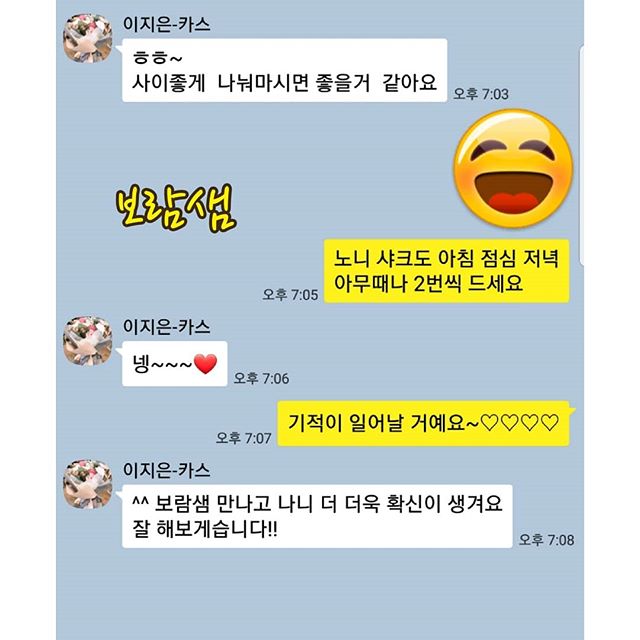 이지은-카스
ㅎㅎ~
사이좋게 나눠마시면 좋을거 같아요
오후 7:03
보람샘
노니 샤크도 아침 점심 저녁
아무때나 2번씩 드세요
오후 7:05
이지은-카스
넹~~~❤
오후 7:06
기적이 일어날 거예요~♡♡♡♡
오후 7:07
이지은-카스
^^ 보람샘 만나고 나니 더 더욱 확신이 생겨요
잘 해보게습니다!!
오후 7:08